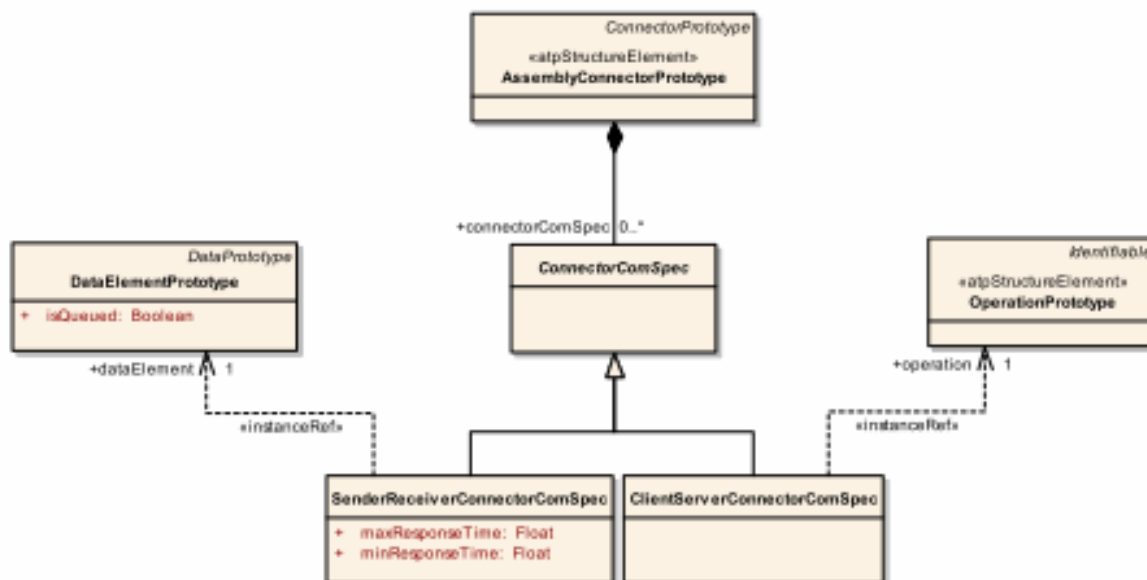 ConnectorPrototype
«atpStructureElement»
AssemblyConnectorPrototype
+connectorComSpec 0..*
DataPrototype
DataElementPrototype
+ isQueued: Boolean
ConnectorComSpec
Identifiable
«atpStructureElement»
OperationPrototype
+dataElement 1
+operation 1
«instanceRef»
«instanceRef»
SenderReceiverConnectorComSpec
+ maxResponseTime: Float
+ minResponseTime: Float
ClientServerConnectorComSpec